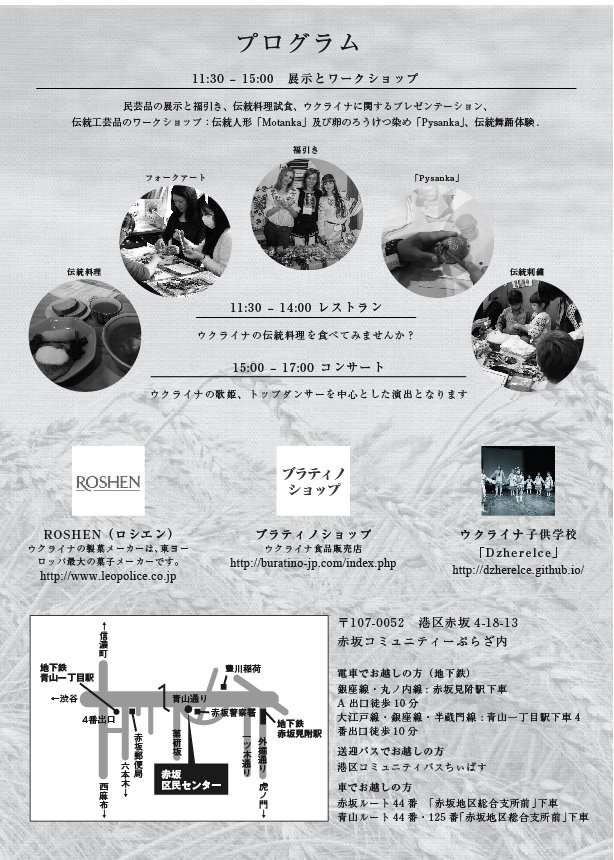 プログラム
11:30 – 15:00　展示とワークショップ
民芸品の展示と福引き、伝統料理試食、ウクライナに関するプレゼンテーション、
伝統工芸品のワークショップ：伝統人形「Motanka」及び卵のろうけつ染め「Pysanka」、伝統舞踊体験.
福引き
フォークアート
「Pysanka」
伝統料理
伝統刺繍
11:30 – 14:00 レストラン
ウクライナの伝統料理を食べてみませんか？
15:00 – 17:00 コンサート
ウクライナの歌姫、トップダンサーを中心とした演出となります
ROSHEN
ブラティノ
ショップ
ROSHEN（ロシエン）
ウクライナの製菓メーカーは、東ヨー
ロッパ最大の菓子メーカーです。
http://www.leopolice.co.jp
ブラティノショップ
ウクライナ食品販売店
http://buratino-jp.com/index.php
ウクライナ子供学校
「Dzherelce」
http://dzherelce.github.io/
←信濃町
地下鉄
青山一丁目駅
←渋谷
4番出口
青山通り
豊川稲荷
赤坂警察署
地下鉄
赤坂見附駅
赤坂郵便局
六本木→
西麻布→
薬研坂
赤坂
区民センター
一ツ木通り
外堀通り
虎ノ門→
〒107-0052　港区赤坂 4-18-13
赤坂コミュニティーぷらざ内
電車でお越しの方（地下鉄）
銀座線・丸ノ内線：赤坂見附駅下車
A 出口徒歩 10 分
大江戸線・銀座線・半蔵門線：青山一丁目駅下車 4
番出口徒歩 10 分
送迎バスでお越しの方
港区コミュニティバスちぃばす
車でお越しの方
赤坂ルート 44 番　「赤坂地区総合支所前」下車
青山ルート 44 番・125 番「赤坂地区総合支所前」下車